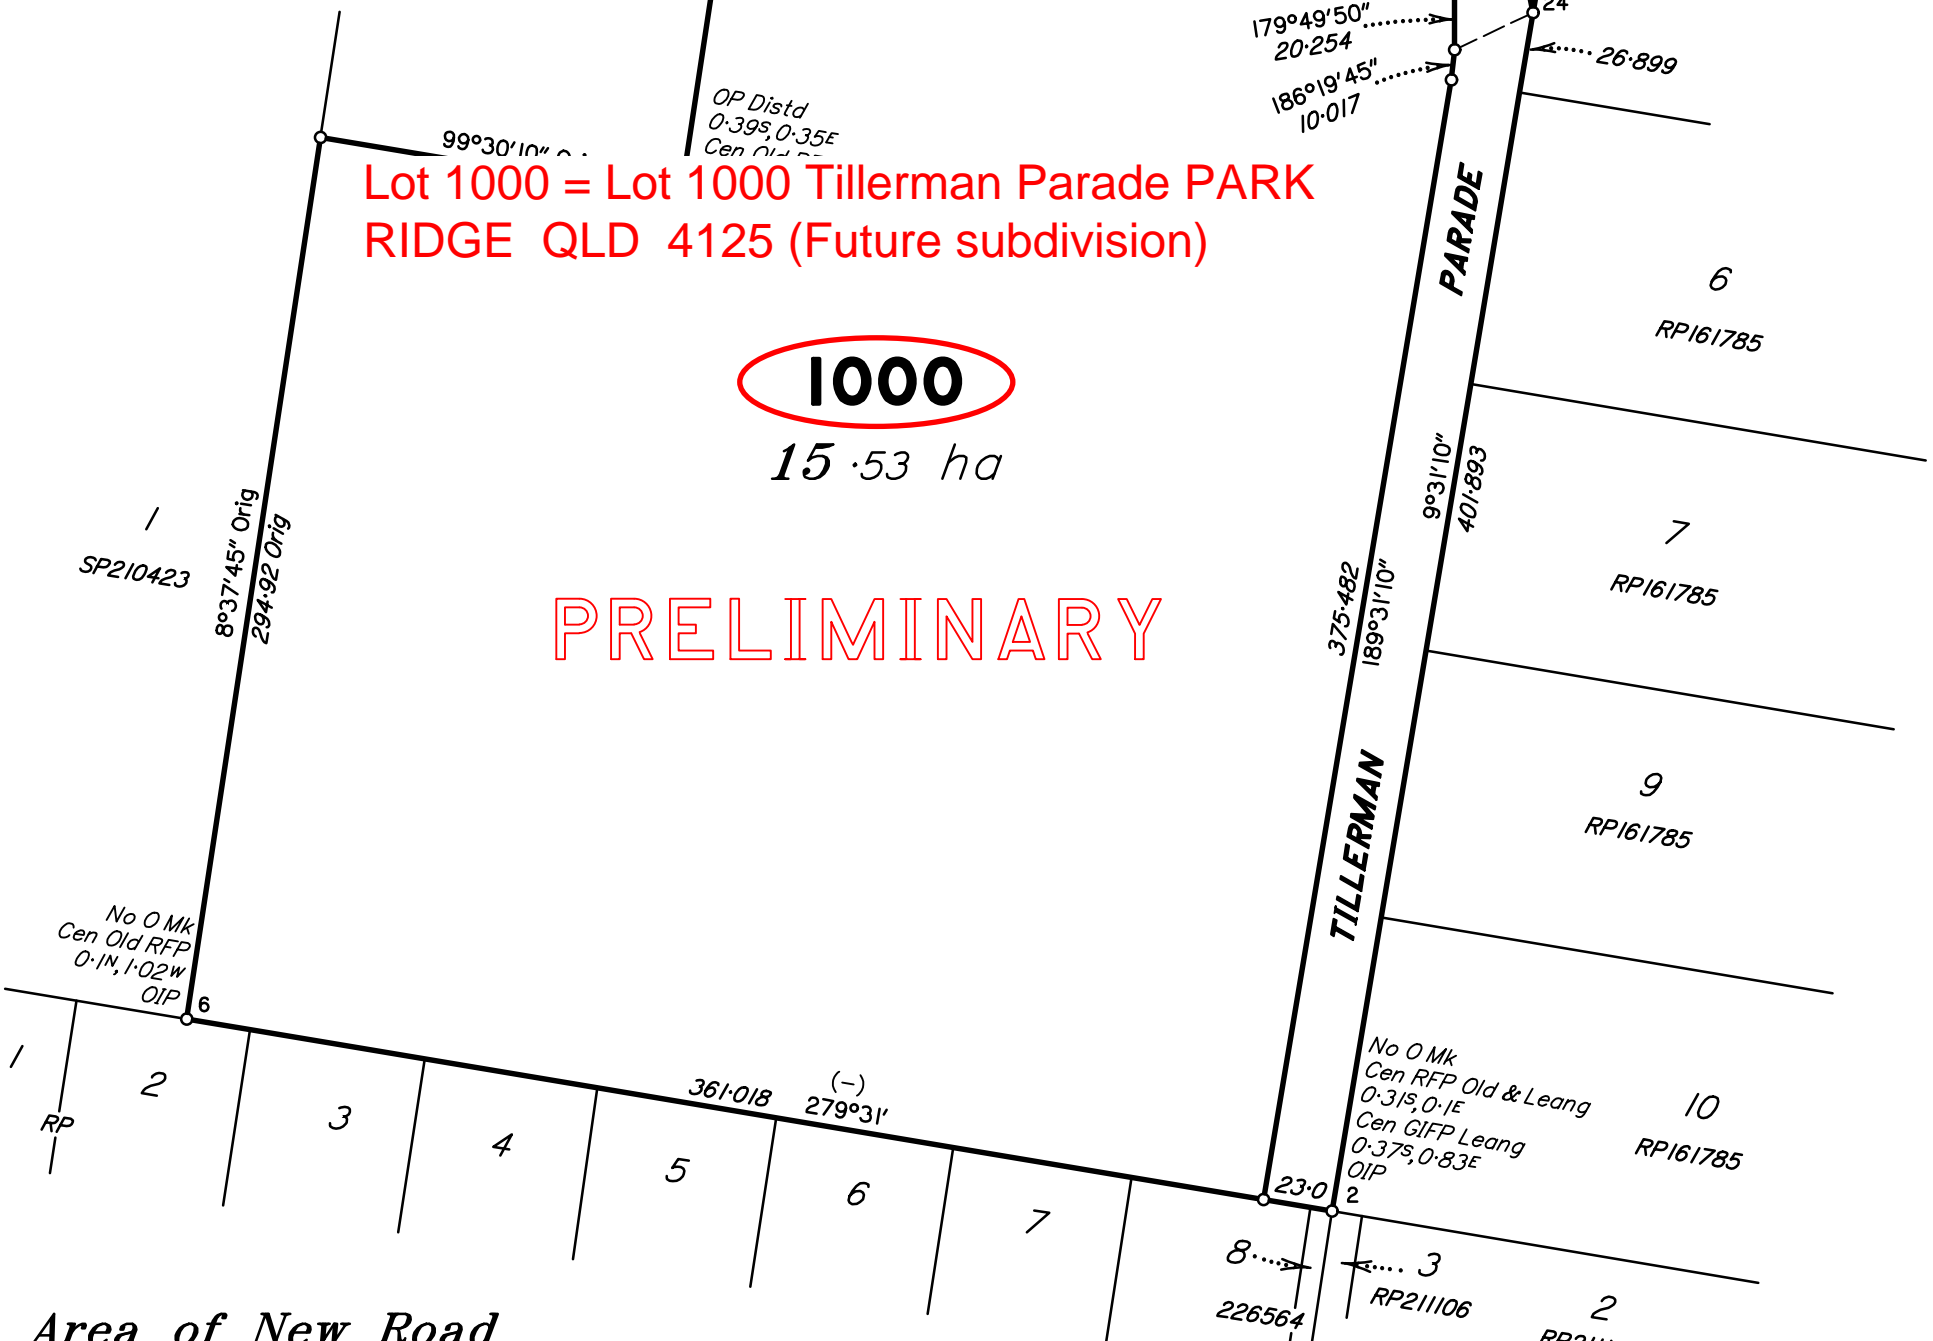 179°49'50"
20·254
24
26·899
186°19'45"
10·017
OP Distd
0·39S,0·35E
Cen Old
99°30'10"
Lot 1000 = Lot 1000 Tillerman Parade PARK
RIDGE QLD 4125 (Future subdivision)
PARADE
6
RP161785
1000
15·53 ha
9°31'10"
401·893
1
SP210423
8°37'45" Orig
294·92 Orig
7
RP161785
375·482
189°31'10"
PRELIMINARY
9
RP161785
TILLERMAN
No O Mk
Cen Old RFP
0·1N,1·02W
OIP
6
1
2
RP
3
4
5
6
7
361·018
(-)
279°31'
No O Mk
Cen RFP Old & Leang
0·31S,0·1E
Cen GIFP Leang
0·37S,0·83E
OIP
10
RP161785
23·0
2
8
3
RP211106
226564
2
Area of New Road